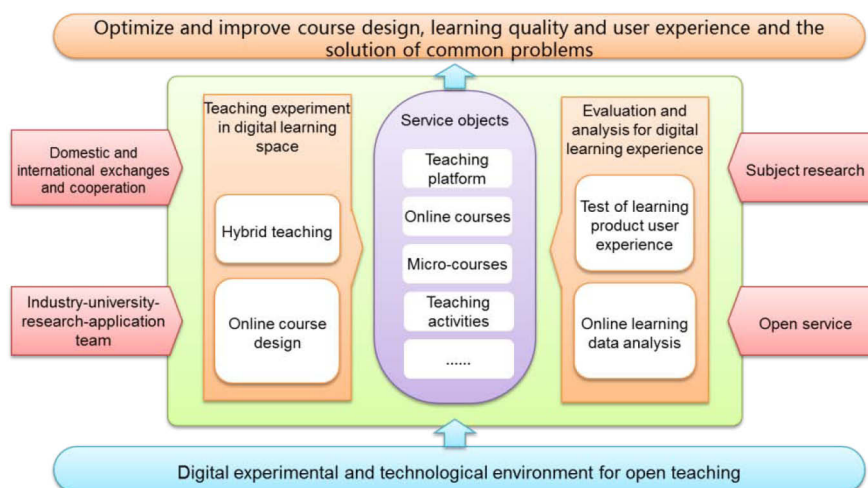 Optimize and improve course design, learning quality and user experience and the
solution of common problems
Teaching experiment
in digital learning
space
Hybrid teaching
Online course
design
Service objects
Teaching
platform
Online courses
Micro-courses
Teaching
activities
......
Evaluation and
analysis for digital
learning experience
Test of learning
product user
experience
Online learning
data analysis
Domestic and
international exchanges
and cooperation
Industry-university-
research-application
team
Subject research
Open service
Digital experimental and technological environment for open teaching